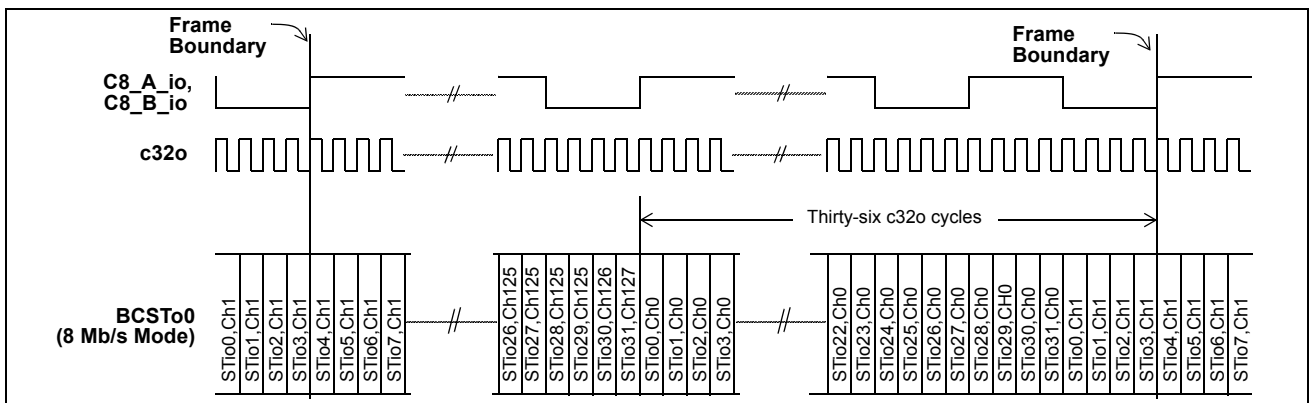 Frame
Boundary
Frame
Boundary
C8_A_io,
C8_B_io
c32o
Thirty-six c32o cycles
BCSTo0
(8 Mb/s Mode)
STio0,Ch1
STio1,Ch1
STio2,Ch1
STio3,Ch1
STio4,Ch1
STio5,Ch1
STio6,Ch1
STio7,Ch1
STio26,Ch125
STio27,Ch125
STio28,Ch125
STio29,Ch125
STio30,Ch126
STio31,Ch127
STio0,Ch0
STio1,Ch0
STio2,Ch0
STio3,Ch0
STio22,Ch0
STio23,Ch0
STio24,Ch0
STio25,Ch0
STio26,Ch0
STio27,Ch0
STio28,Ch0
STio29,CH0
STio30,Ch0
STio31,Ch0
STio0,Ch1
STio1,Ch1
STio2,Ch1
STio3,Ch1
STio4,Ch1
STio5,Ch1
STio6,Ch1
STio7,Ch1